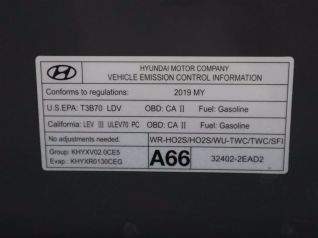 HYUNDAI MOTOR COMPANY
VEHICLE EMISSION CONTROL INFORMATION
Conforms to regulations: 2019 MY
U.S.EPA: T3B70 LDV OBD: CA II Fuel: Gasoline
California: LEV III ULEV70 PC OBD: CA II Fuel: Gasoline
No adjustments needed. WR-HO2S/HO2S/WU-TWC/TWC/SFI
Group: KHYXV02.0CE5 A66 32402-2EAD2
Evap: KHYXR0130CEG